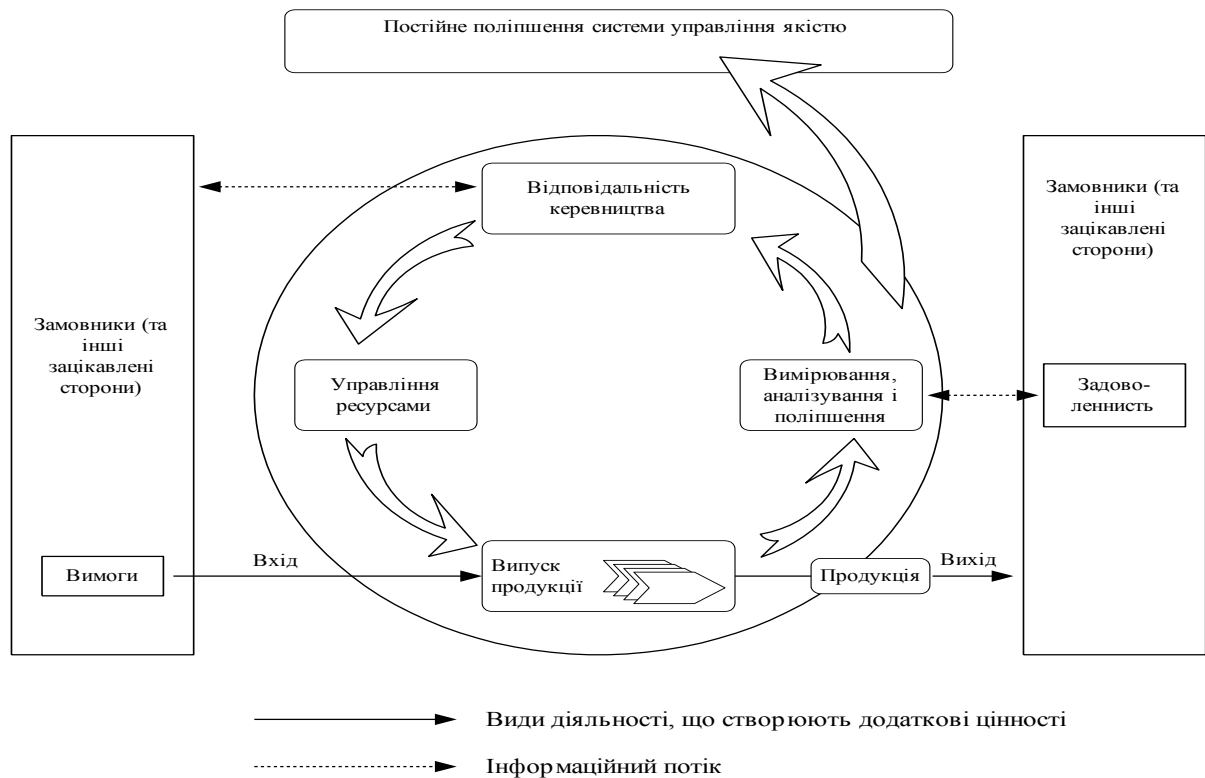 Постійне поліпшення системи управління якістю
Замовники (та
інші
зацікавлені
сторони)
Вимоги
Вхід
Відповідальність
керевництва
Управління
ресурсами
Вимірювання,
аналізування і
поліпшення
Випуск
продукції
Продукція
Вихід
Замовники (та
інші
зацікавлені
сторони)
Задово-
леннисть
Види діяльності, що створюють додаткові цінності
Інформаційний потік